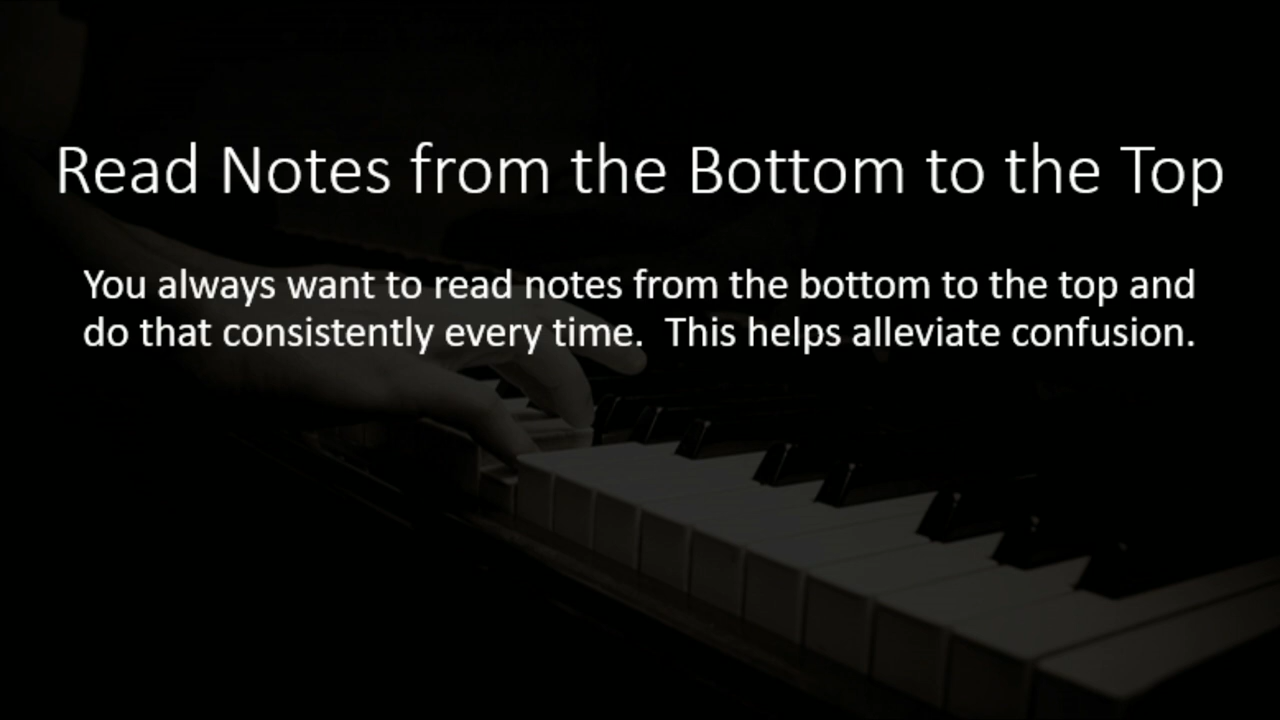 Read Notes from the Bottom to the Top
You always want to read notes from the bottom to the top and
do that consistently every time.  This helps alleviate confusion.